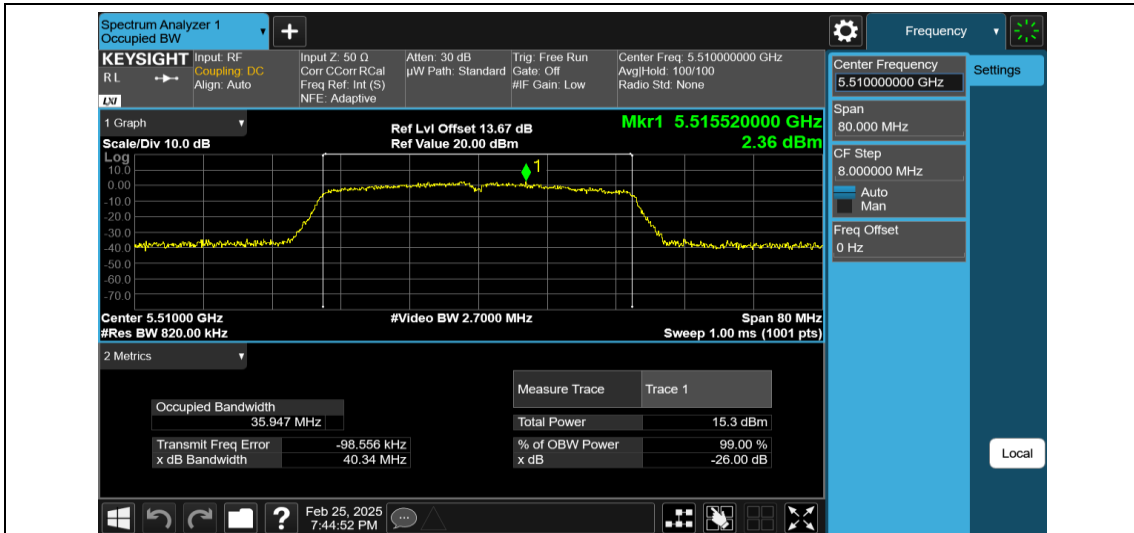 Spectrum Analyzer 1
Occupied BW
+
Frequency
KEYSIGHT
R L
LXI
Input: RF
Coupling: DC
Align: Auto
Input Z: 50 Ω
Corr CCorr RCal
Freq Ref: Int (S)
NFE: Adaptive
Atten: 30 dB
µW Path: Standard
Trig: Free Run
Gate: Off
#IF Gain: Low
Center Freq: 5.510000000 GHz
Avg|Hold: 100/100
Radio Std: None
1 Graph
Scale/Div 10.0 dB
Ref Lvl Offset 13.67 dB
Ref Value 20.00 dBm
Mkr1 5.515520000 GHz
2.36 dBm
Log
10.0
0.00
-10.0
-20.0
-30.0
-40.0
-50.0
-60.0
-70.0
1
Center 5.51000 GHz
#Res BW 820.00 kHz
#Video BW 2.7000 MHz
Span 80 MHz
Sweep 1.00 ms (1001 pts)
2 Metrics
Measure Trace Trace 1
Occupied Bandwidth
35.947 MHz
Total Power 15.3 dBm
Transmit Freq Error -98.556 kHz
% of OBW Power 99.00 %
x dB Bandwidth 40.34 MHz
x dB -26.00 dB
Center Frequency
5.510000000 GHz
Settings
Span
80.000 MHz
CF Step
8.000000 MHz
Auto
Man
Freq Offset
0 Hz
Local
?
Feb 25, 2025
7:44:52 PM